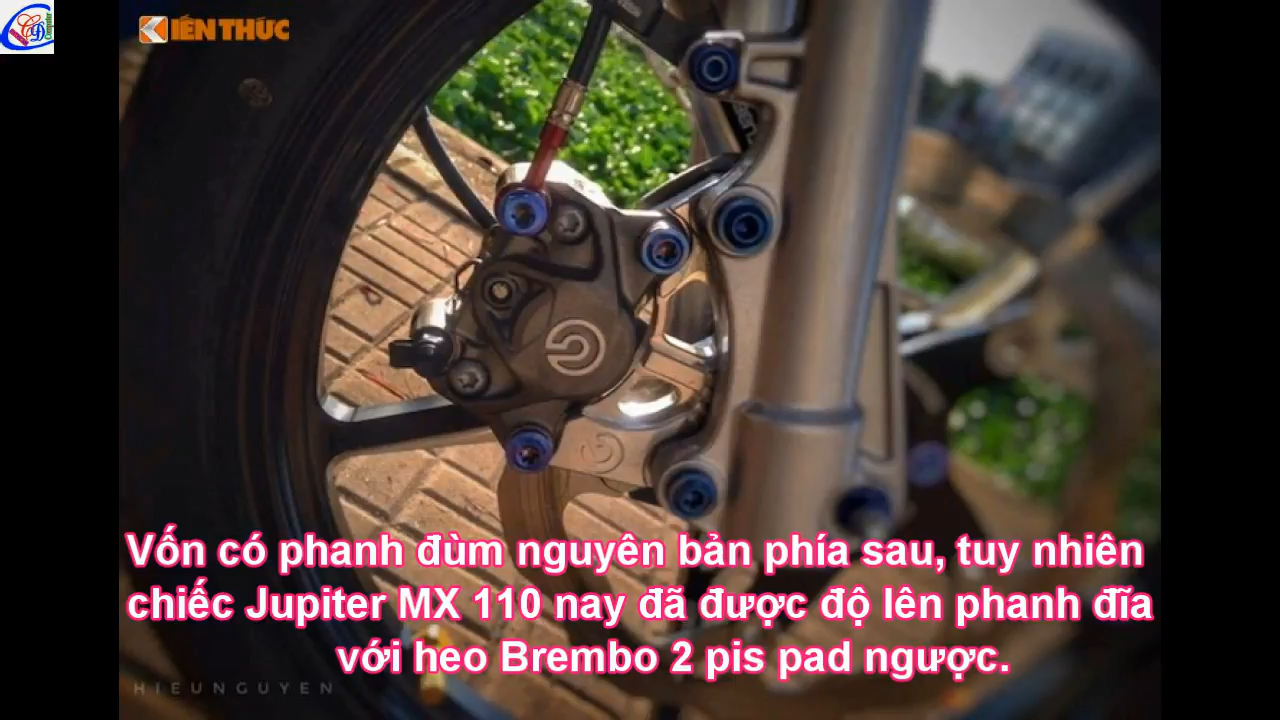 KIẾN THỨC
Vốn có phanh đùm nguyên bản phía sau, tuy nhiên
chiếc Jupiter MX 110 nay đã được độ lên phanh đĩa
với heo Brembo 2 pis pad ngược.
HIEUNGUYEN